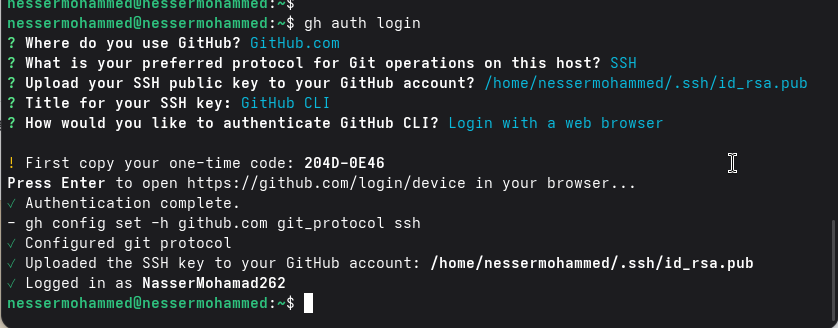 nessermohammed@nessermohammed:~$
nessermohammed@nessermohammed:~$ gh auth login
? Where do you use GitHub? GitHub.com
? What is your preferred protocol for Git operations on this host? SSH
? Upload your SSH public key to your GitHub account? /home/nessermohammed/.ssh/id_rsa.pub
? Title for your SSH key: GitHub CLI
? How would you like to authenticate GitHub CLI? Login with a web browser
! First copy your one-time code: 204D-0E46
Press Enter to open https://github.com/login/device in your browser...
✓ Authentication complete.
- gh config set -h github.com git_protocol ssh
✓ Configured git protocol
✓ Uploaded the SSH key to your GitHub account: /home/nessermohammed/.ssh/id_rsa.pub
✓ Logged in as NasserMohamad262
nessermohammed@nessermohammed:~$